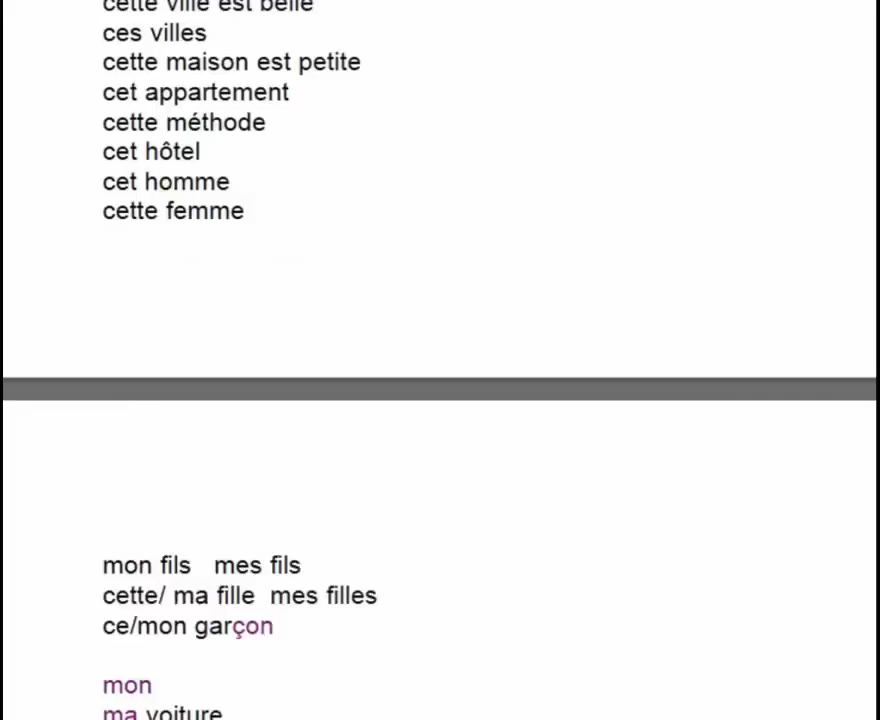 cette ville est belle
ces villes
cette maison est petite
cet appartement
cette méthode
cet hôtel
cet homme
cette femme
mon fils mes fils
cette/ ma fille mes filles
ce/mon garçon
mon
ma voiture